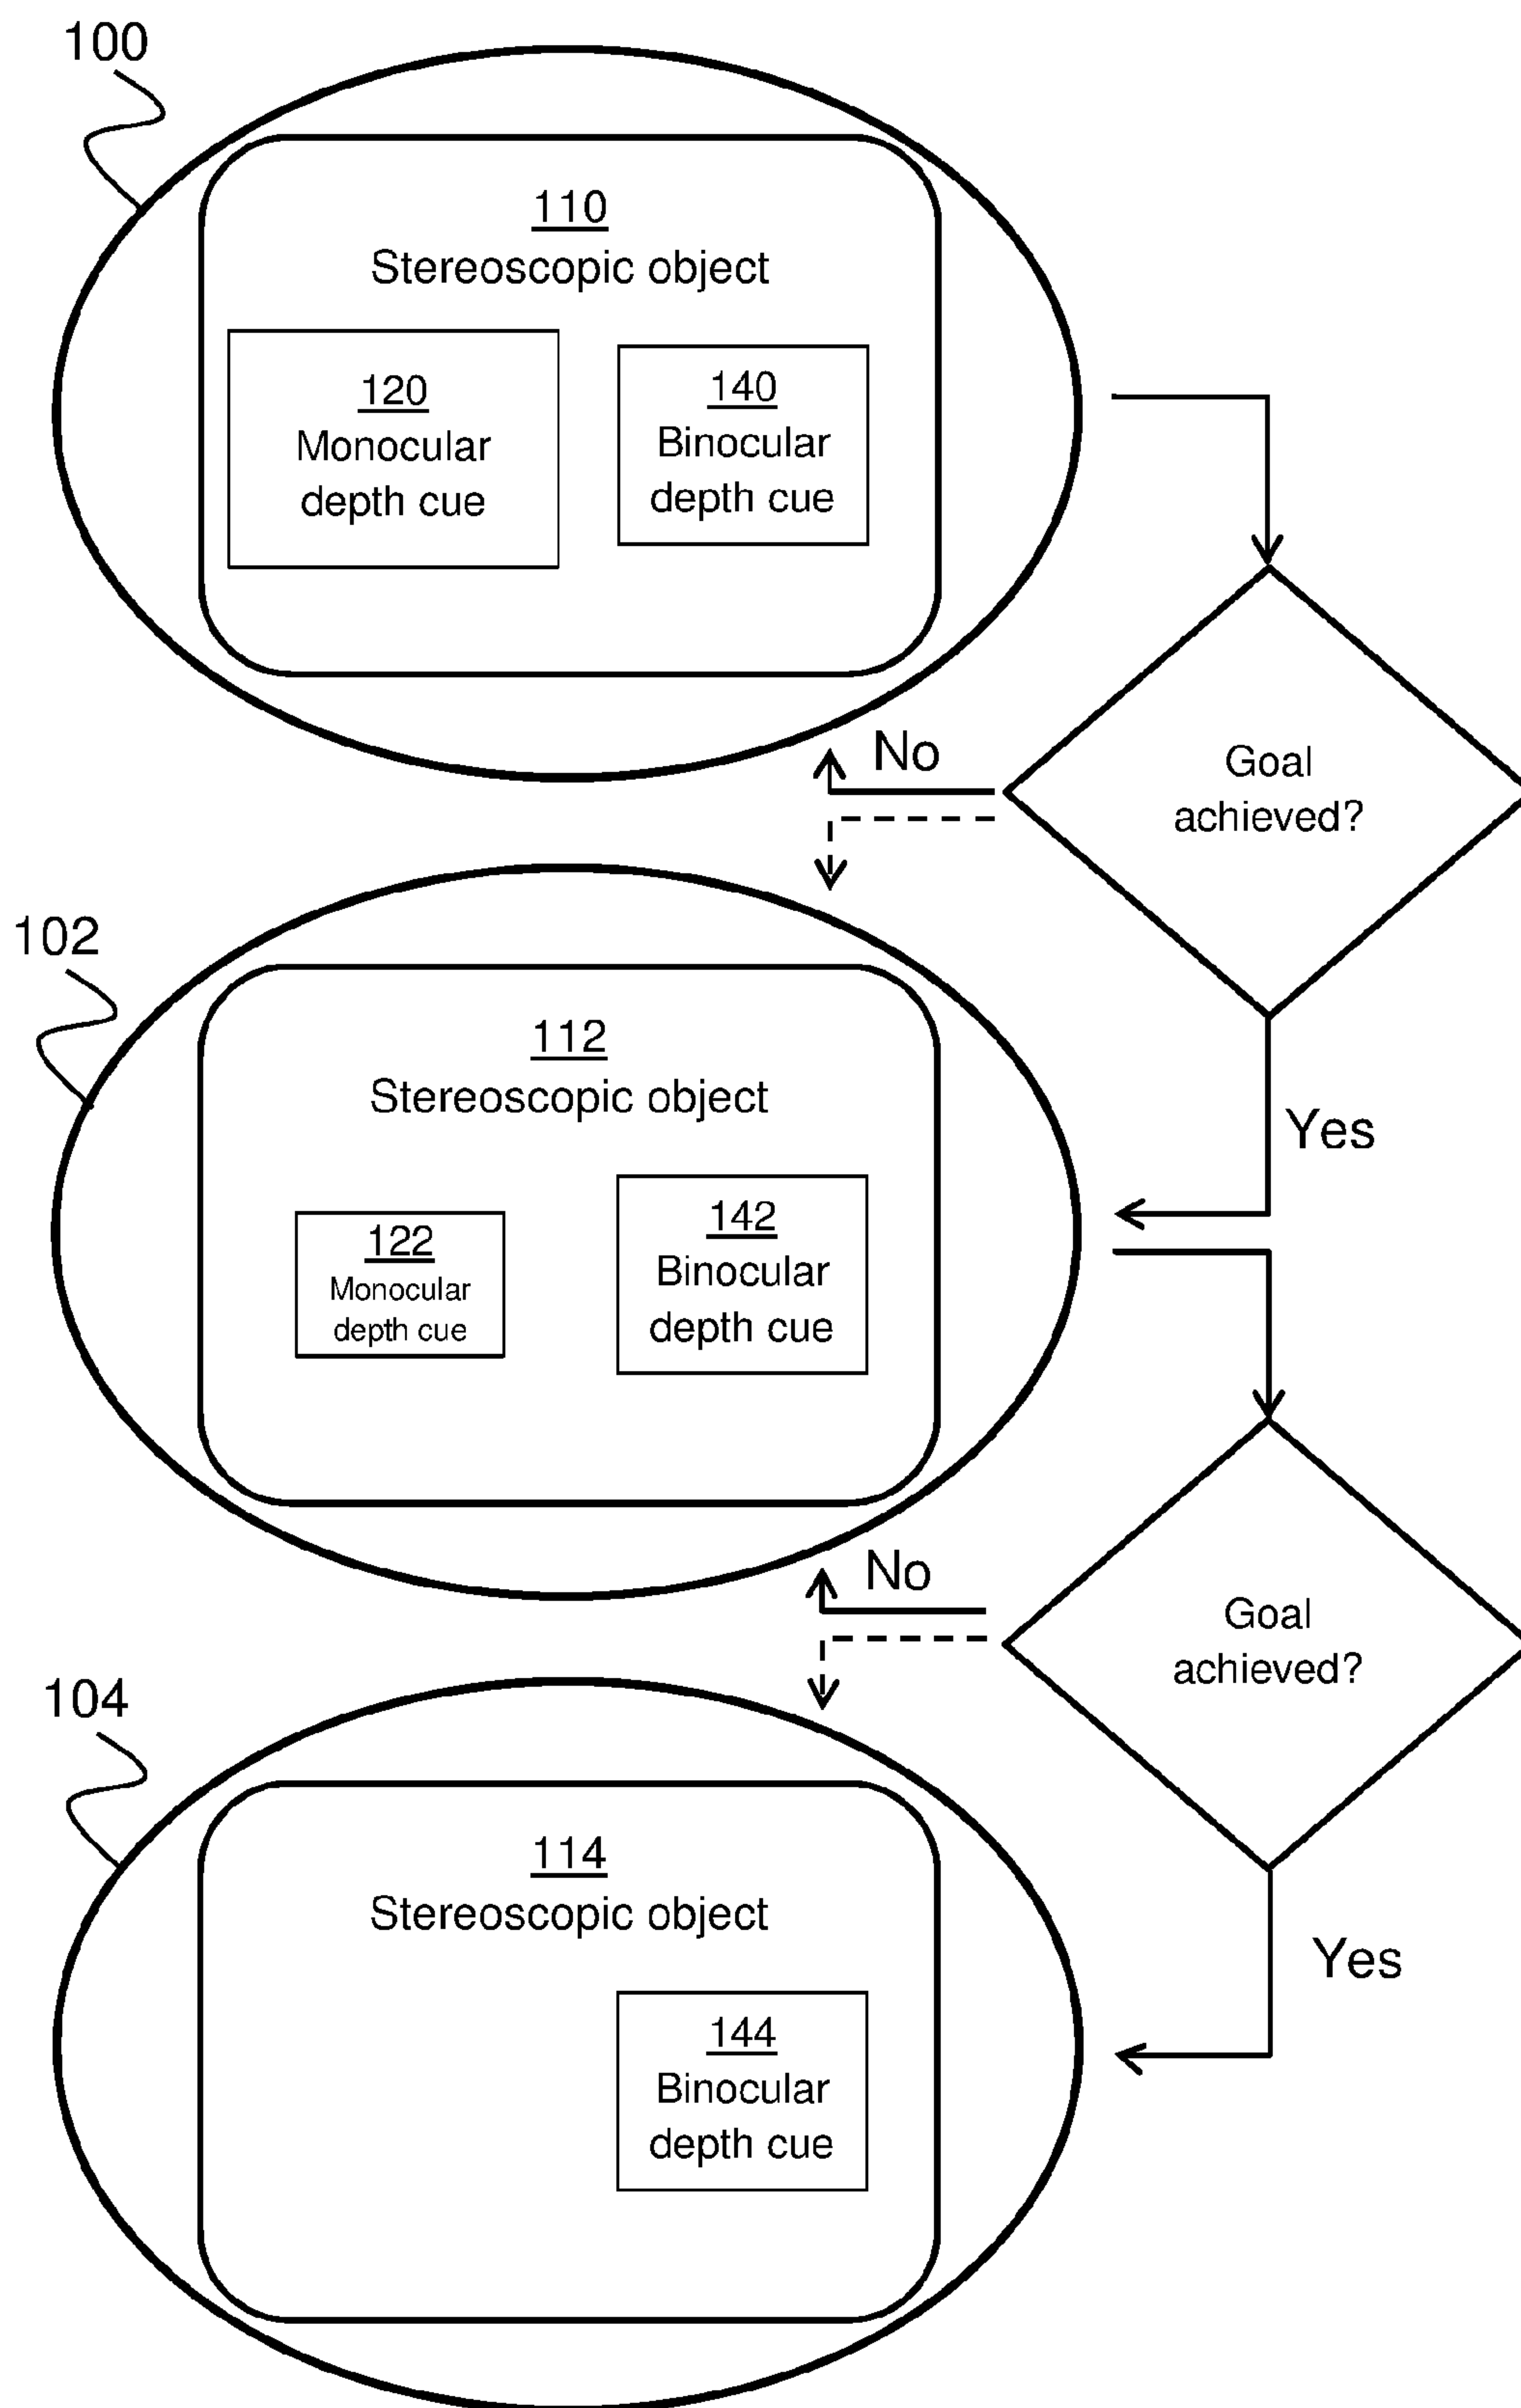 100
110
Stereoscopic object
120
Monocular
depth cue
140
Binocular
depth cue
No
Goal
achieved?
102
112
Stereoscopic object
Yes
122
Monocular
depth cue
142
Binocular
depth cue
No
Goal
achieved?
104
114
Stereoscopic object
Yes
144
Binocular
depth cue